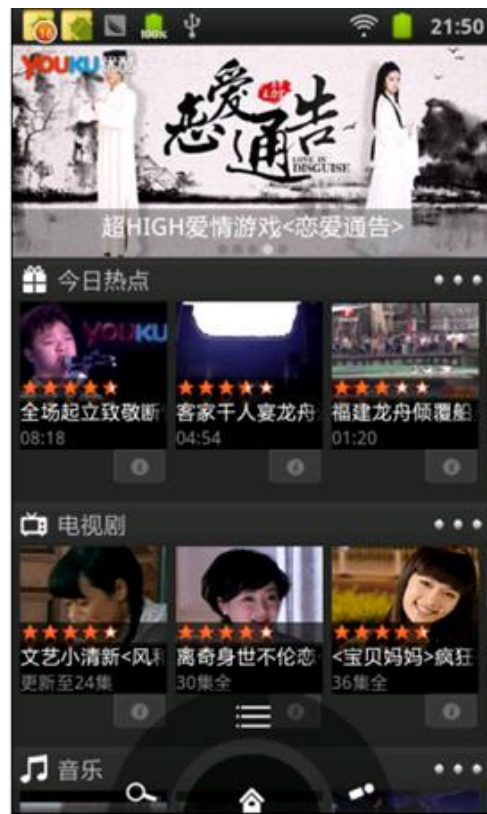 16
100%
21:50
YOUKU
恋爱通告
LOVE IN DISGUISE
超HIGH爱情游戏<恋爱通告>
今日热点
YOUKU
全场起立致敬断
客家千人宴龙舟
福建龙舟倾覆船
08:18
04:54
01:20
电视剧
文艺小清新<风和
离奇身世不伦恋
<宝贝妈妈>疯狂
更新至24集
30集全
36集全
音乐